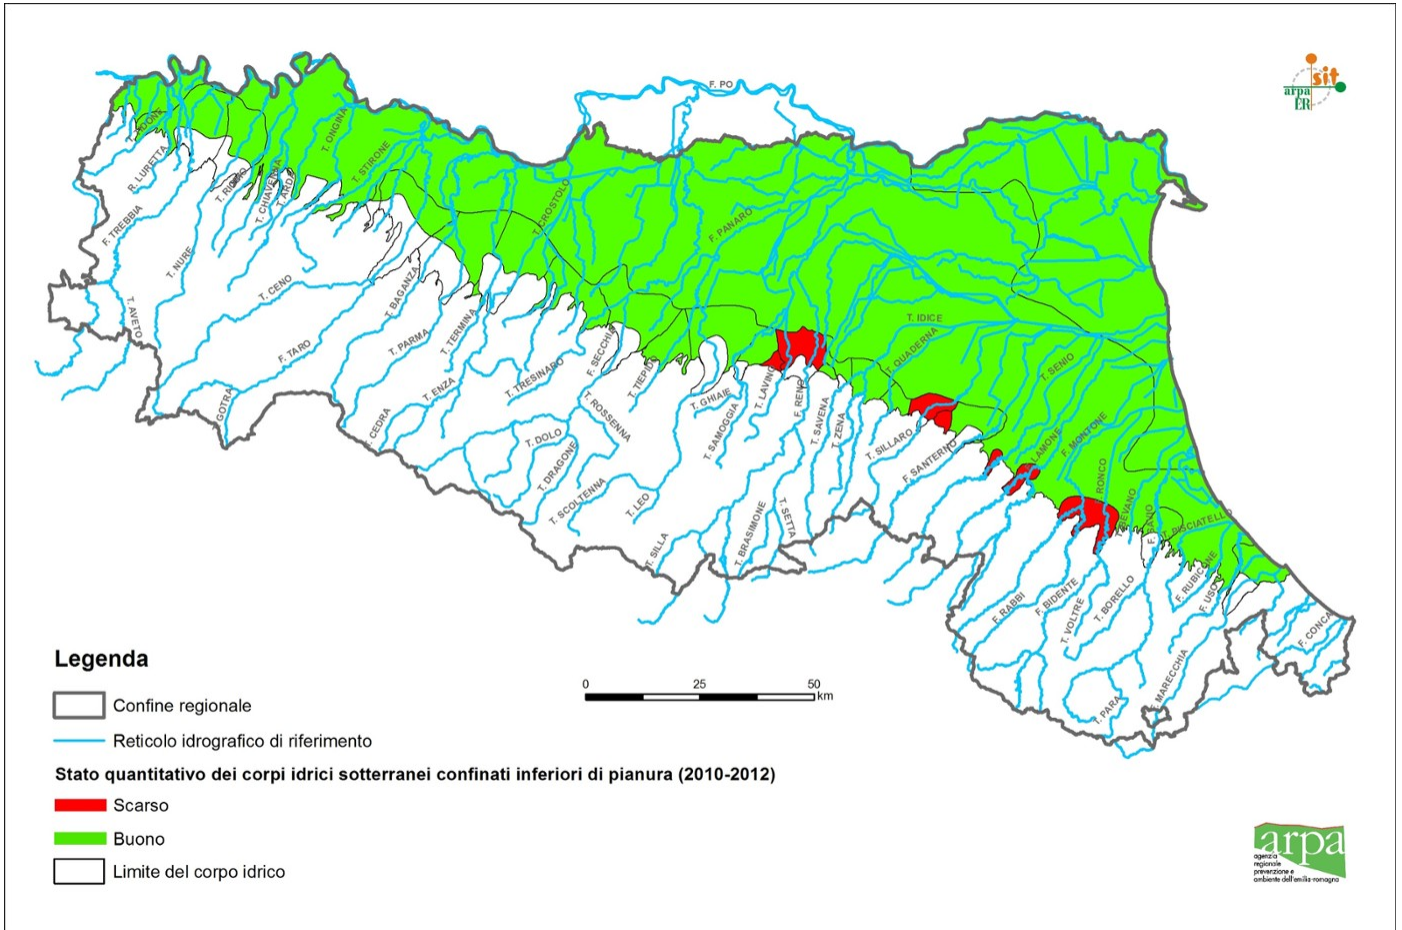 sit
arpa
ER
F. PO
T. ONGINA
T. STIRONE
R. LURETTA
T. CHIAVENNA
T. ARDA
T. CROSTOLO
F. PANARO
F. TREBBIA
T. NURE
T. CENO
T. BAGANZA
T. AVETO
T. TERMINA
T. PARMA
F. TARO
T. IDICE
T. QUADERNA
T. SENIO
F. SECCHIA
T. TIEPIDO
T. TRESINARO
T. ENZA
T. GHIAIE
T. LAVINO
F. RENO
T. SAVENA
T. ZENA
T. SAMOGGIA
T. ROSSENNA
GOTRA
T. CEDRA
T. DOLO
T. DRAGONE
T. SILLARO
F. SANTERNO
LAMONE
F. MONTONE
RONCO
BEVANO
F. SAVIO
T. PISCIATELLO
T. SCOLTENNA
T. LEO
T. SILLA
T. BRASIMONE
T. SETTA
F. RABBI
F. BIDENTE
T. VOLTRE
T. BORELLO
F. RUBICONE
F. USO
F. CONCA
T. MARECCHIA
T. PARA
Legenda
Confine regionale
Reticolo idrografico di riferimento
Stato quantitativo dei corpi idrici sotterranei confinati inferiori di pianura (2010-2012)
Scarso
Buono
Limite del corpo idrico
0 25 50
km
arpa
agenzia
regionale
prevenzione e
ambiente dell'emilia-romagna